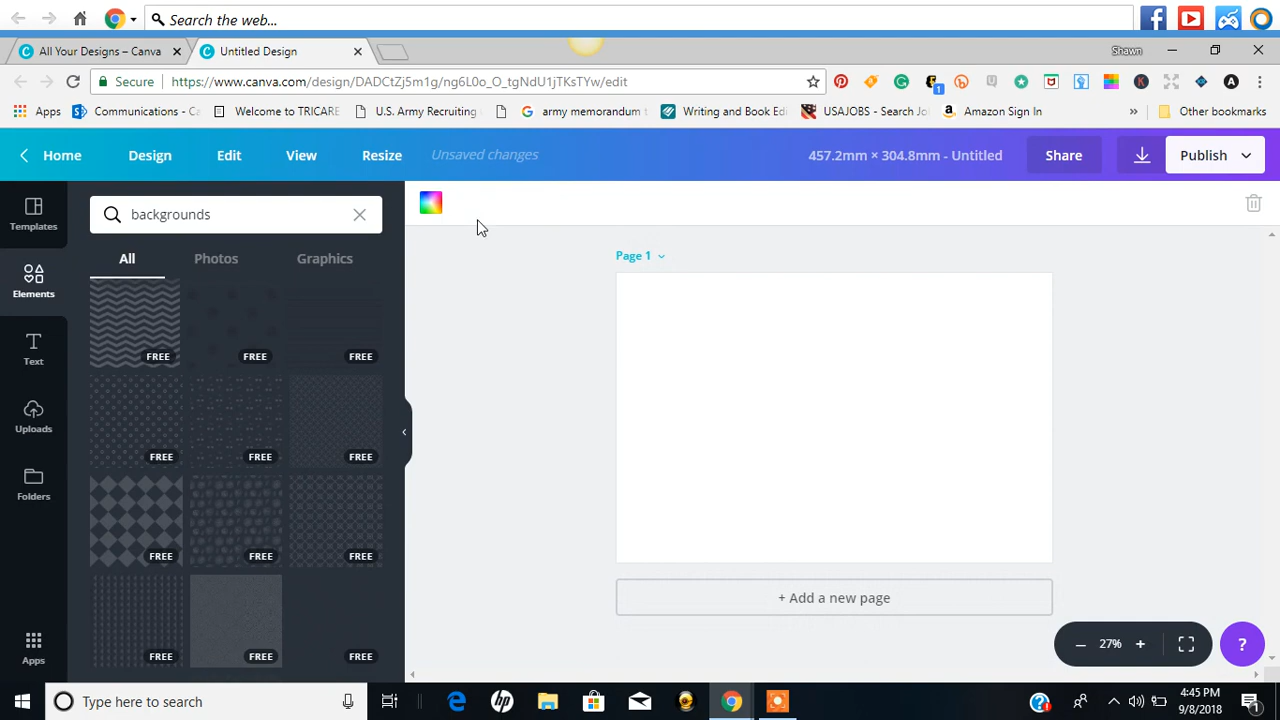 Search the web...
All Your Designs – Canva
Untitled Design
Shawn
Secure
https://www.canva.com/design/DADCtZj5m1g/ng6L0o_O_tgNdU1jTKsTYw/edit
1
Apps
Communications - C
Welcome to TRICARE
U.S. Army Recruiting
army memorandum t
Writing and Book Edi
USAJOBS - Search Jo
Amazon Sign In
»
Other bookmarks
Home
Design
Edit
View
Resize
Unsaved changes
457.2mm × 304.8mm - Untitled
Share
Publish
Templates
Elements
Text
Uploads
Folders
Apps
backgrounds
All
Photos
Graphics
FREE FREE FREE
FREE FREE FREE
FREE FREE FREE
FREE FREE FREE
Page 1
+ Add a new page
27%
?
Type here to search
4:45 PM
9/8/2018
1